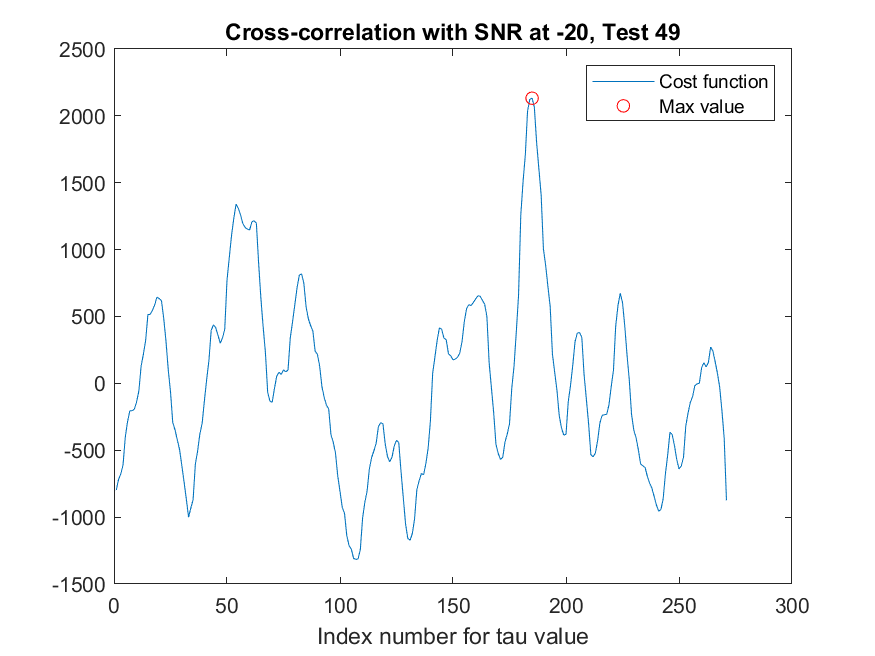 Cross-correlation with SNR at -20, Test 49
2500
2000
1500
1000
500
0
-500
-1000
-1500
Cost function
Max value
0 50 100 150 200 250 300
Index number for tau value